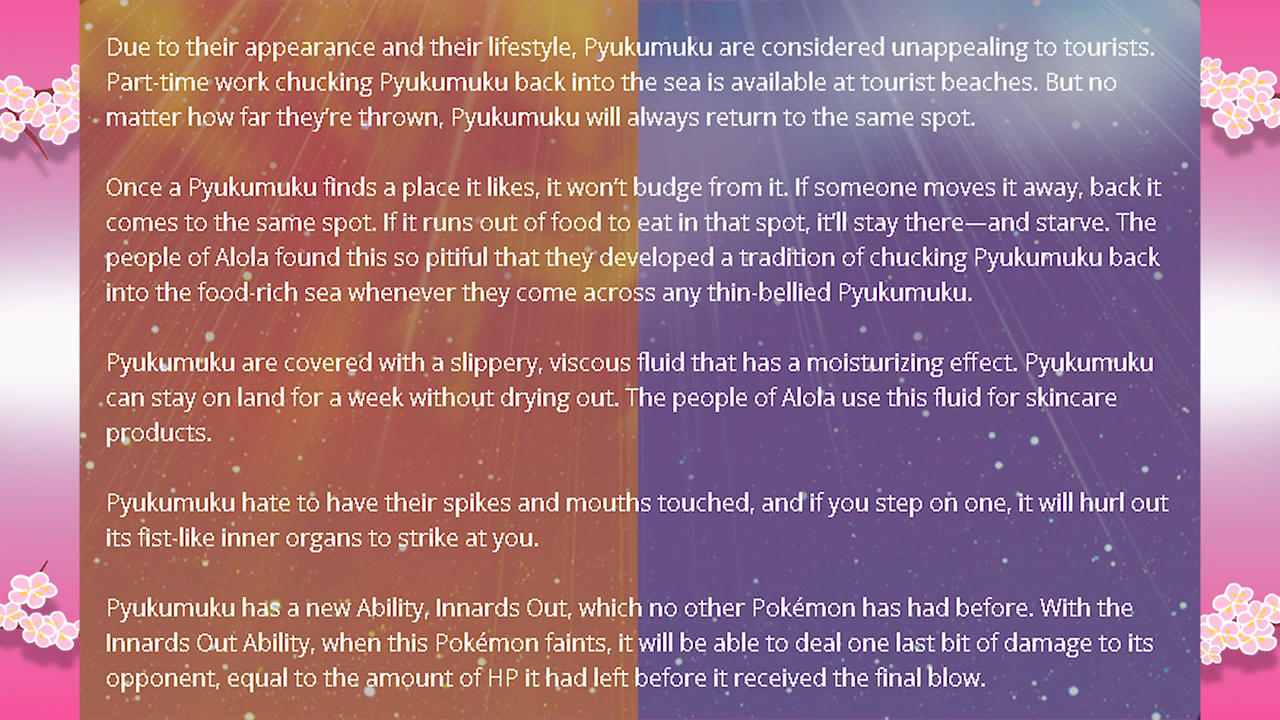 Due to their appearance and their lifestyle, Pyukumuku are considered unappealing to tourists.
Part-time work chucking Pyukumuku back into the sea is available at tourist beaches. But no
matter how far they're thrown, Pyukumuku will always return to the same spot.
Once a Pyukumuku finds a place it likes, it won't budge from it. If someone moves it away, back it
comes to the same spot. If it runs out of food to eat in that spot, it'll stay there—and starve. The
people of Alola found this so pitiful that they developed a tradition of chucking Pyukumuku back
into the food-rich sea whenever they come across any thin-bellied Pyukumuku.
Pyukumuku are covered with a slippery, viscous fluid that has a moisturizing effect. Pyukumuku
can stay on land for a week without drying out. The people of Alola use this fluid for skincare
products.
Pyukumuku hate to have their spikes and mouths touched, and if you step on one, it will hurl out
its fist-like inner organs to strike at you.
Pyukumuku has a new Ability, Innards Out, which no other Pokémon has had before. With the
Innards Out Ability, when this Pokémon faints, it will be able to deal one last bit of damage to its
opponent, equal to the amount of HP it had left before it received the final blow.